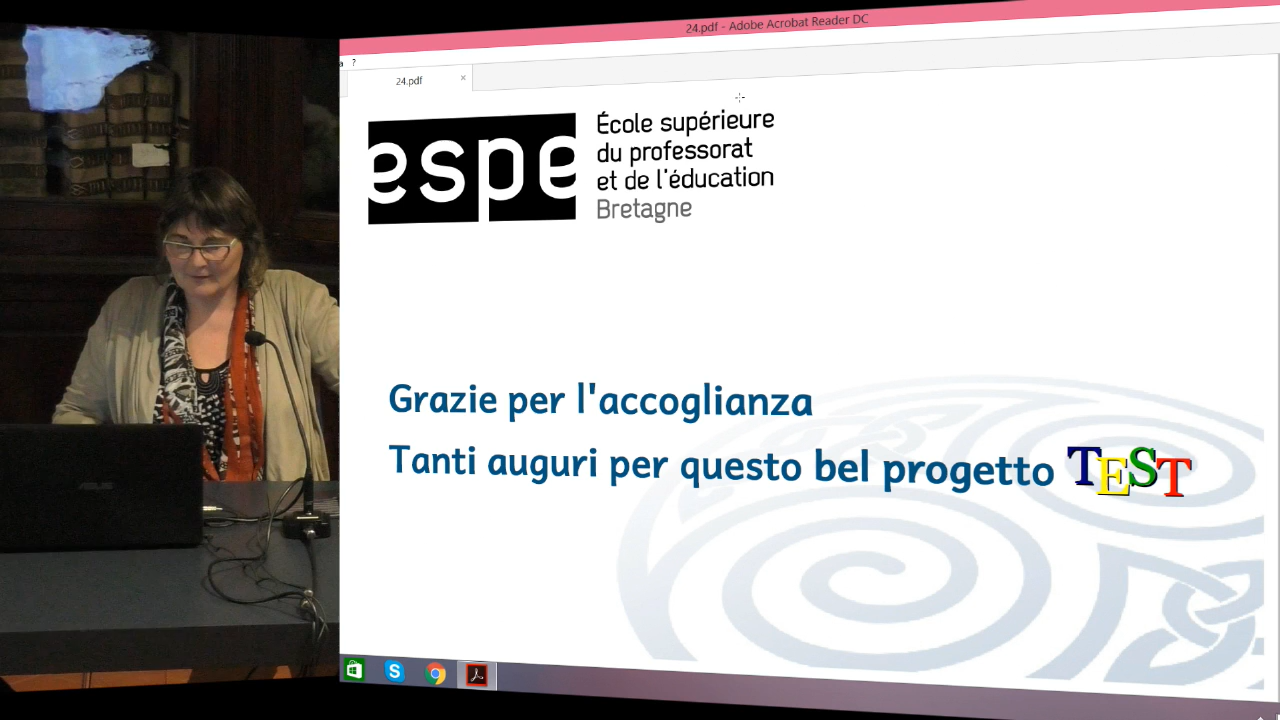 24.pdf - Adobe Acrobat Reader DC
?
24.pdf ×
espe
École supérieure
du professorat
et de l'éducation
Bretagne
Grazie per l'accoglianza
Tanti auguri per questo bel progetto TEST
ASUS